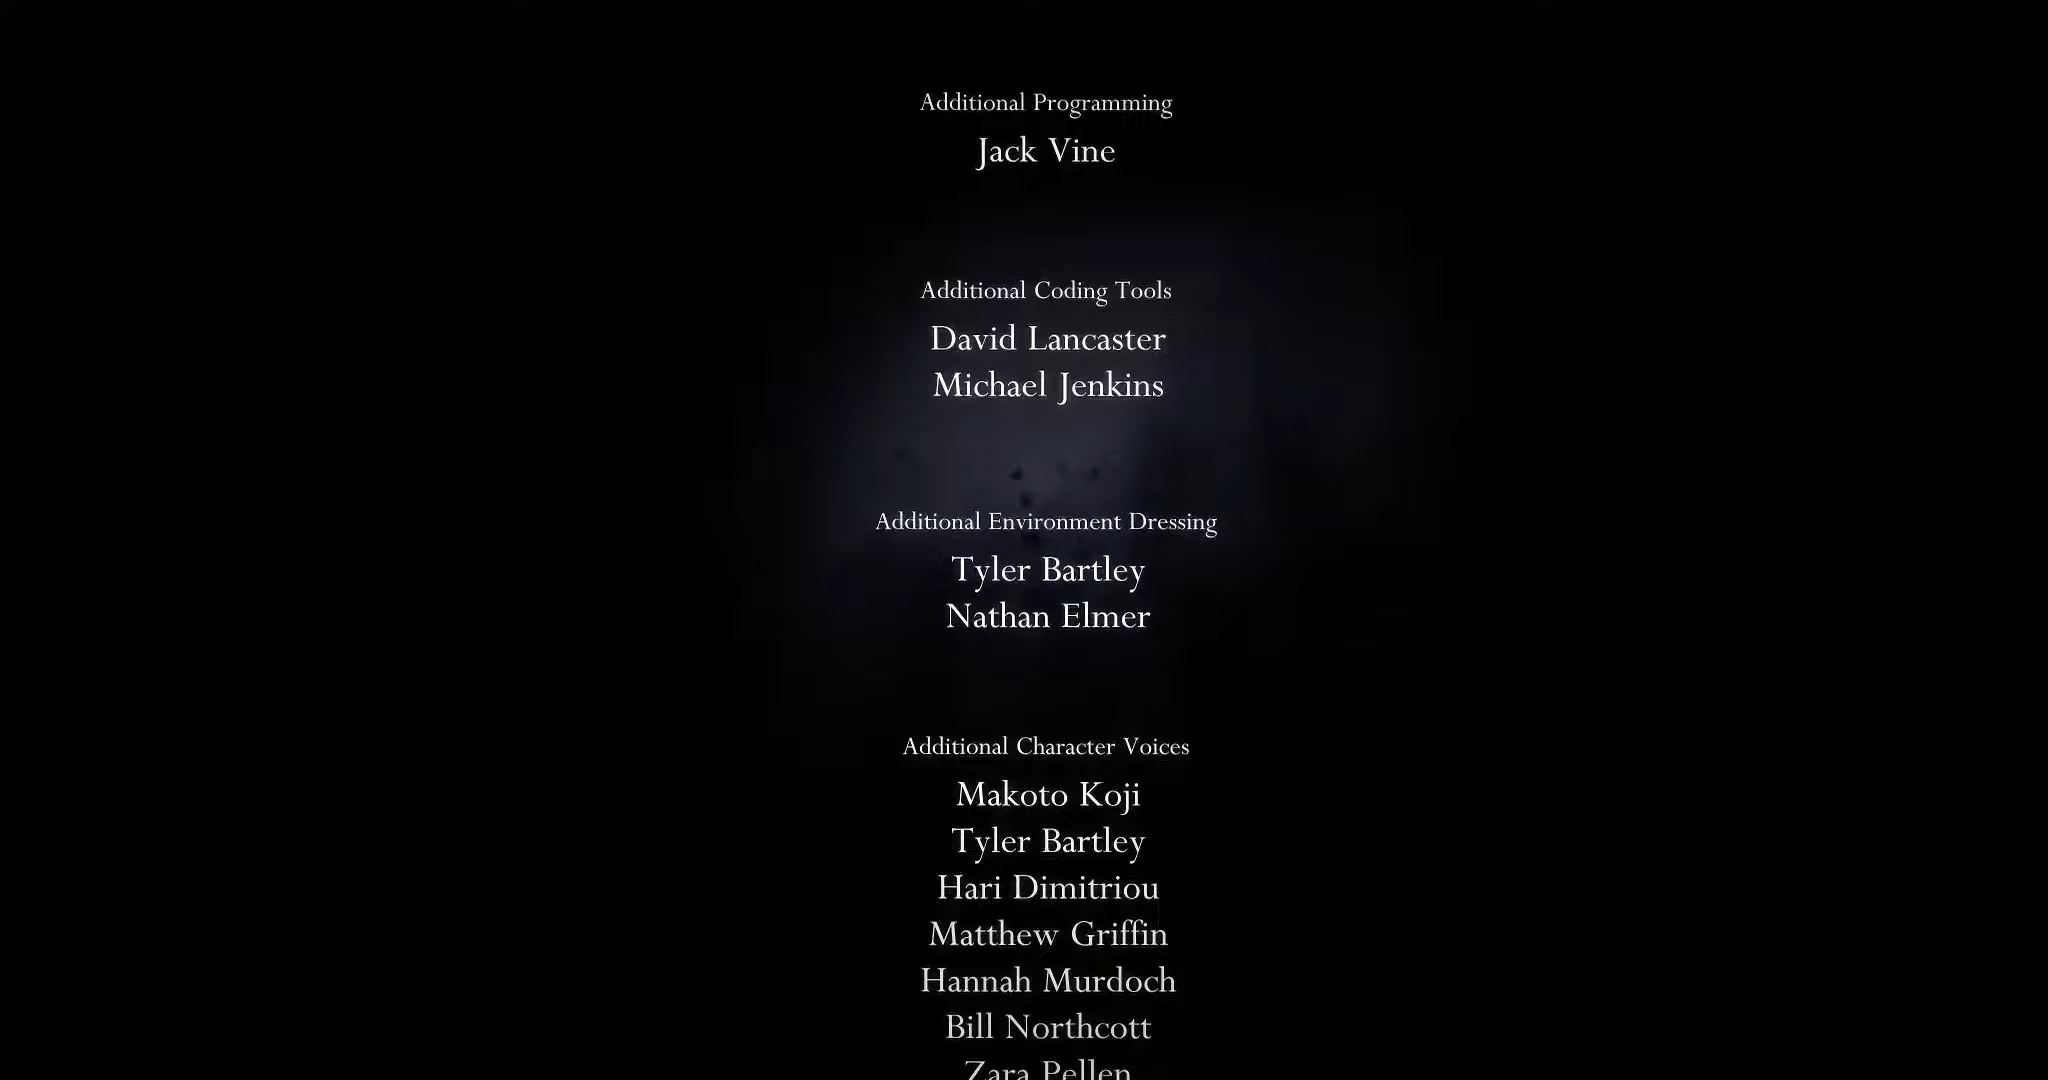 Additional Programming
Jack Vine
Additional Coding Tools
David Lancaster
Michael Jenkins
Additional Environment Dressing
Tyler Bartley
Nathan Elmer
Additional Character Voices
Makoto Koji
Tyler Bartley
Hari Dimitriou
Matthew Griffin
Hannah Murdoch
Bill Northcott
Zara Pellen